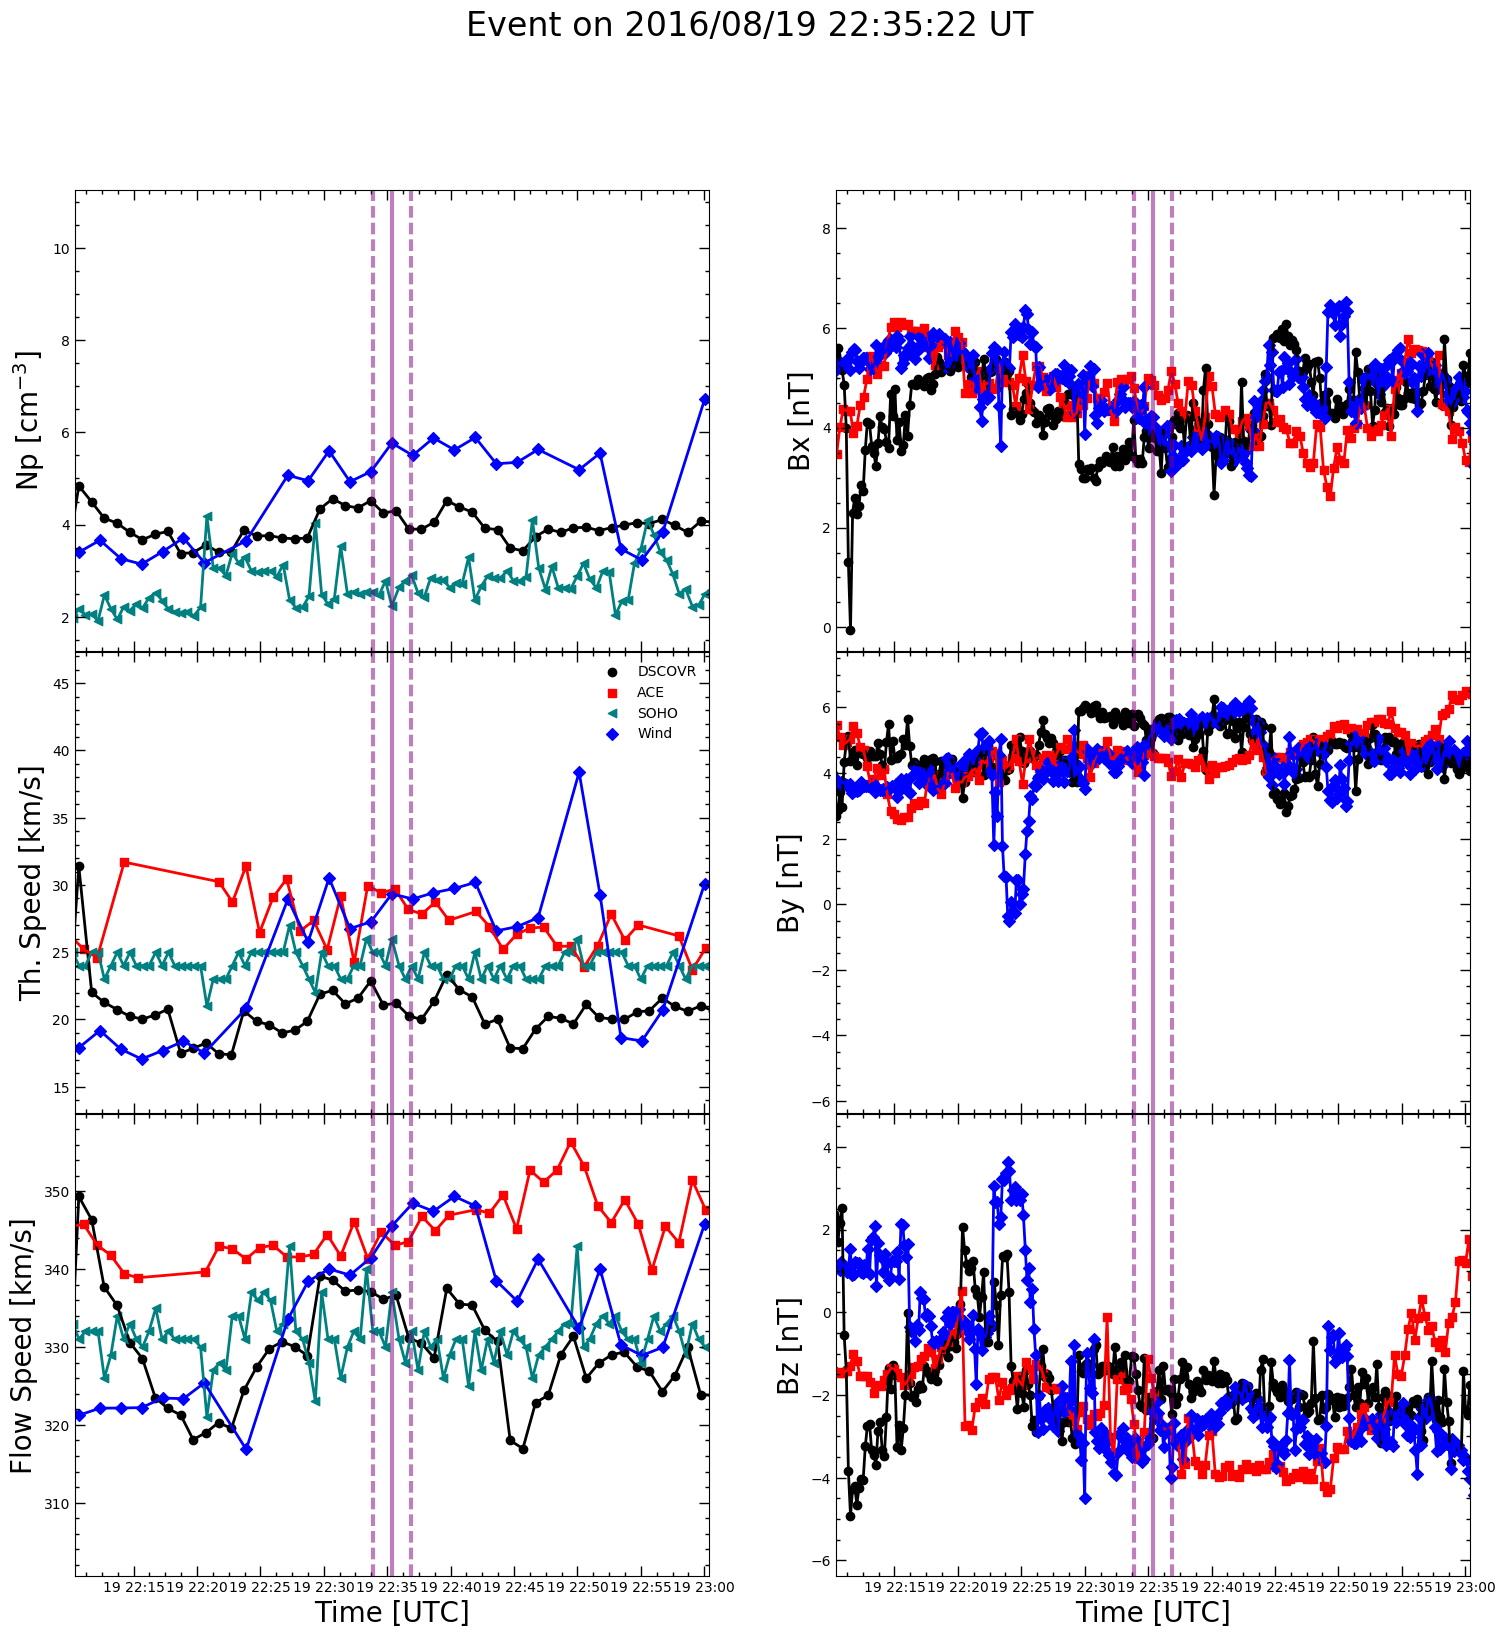 Event on 2016/08/19 22:35:22 UT
10
8
6
4
2
Np [cm⁻³]
8
6
4
2
0
Bx [nT]
DSCOVR
ACE
SOHO
Wind
45
40
35
30
25
20
15
Th. Speed [km/s]
6
4
2
0
−2
−4
−6
By [nT]
350
340
330
320
310
Flow Speed [km/s]
4
2
0
−2
−4
−6
Bz [nT]
19 22:15 19 22:20 19 22:25 19 22:30 19 22:35 19 22:40 19 22:45 19 22:50 19 22:55 19 23:00
Time [UTC]
19 22:15 19 22:20 19 22:25 19 22:30 19 22:35 19 22:40 19 22:45 19 22:50 19 22:55 19 23:00
Time [UTC]